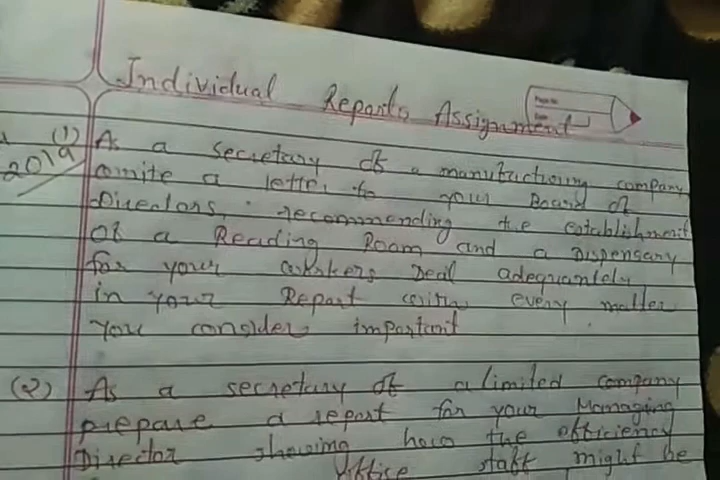 Individual Reports Assignment
(1) As a secretary of a manufacturing company
2019 write a letter to your Board of
Directors, recommending the establishment
of a Reading Room and a Dispensary
for your workers Deal adequantely
in your Report with every matter
you consider important
(2) As a secretary of a limited company
prepare a report for your Managing
Director showing how the efficiency
office staff might be